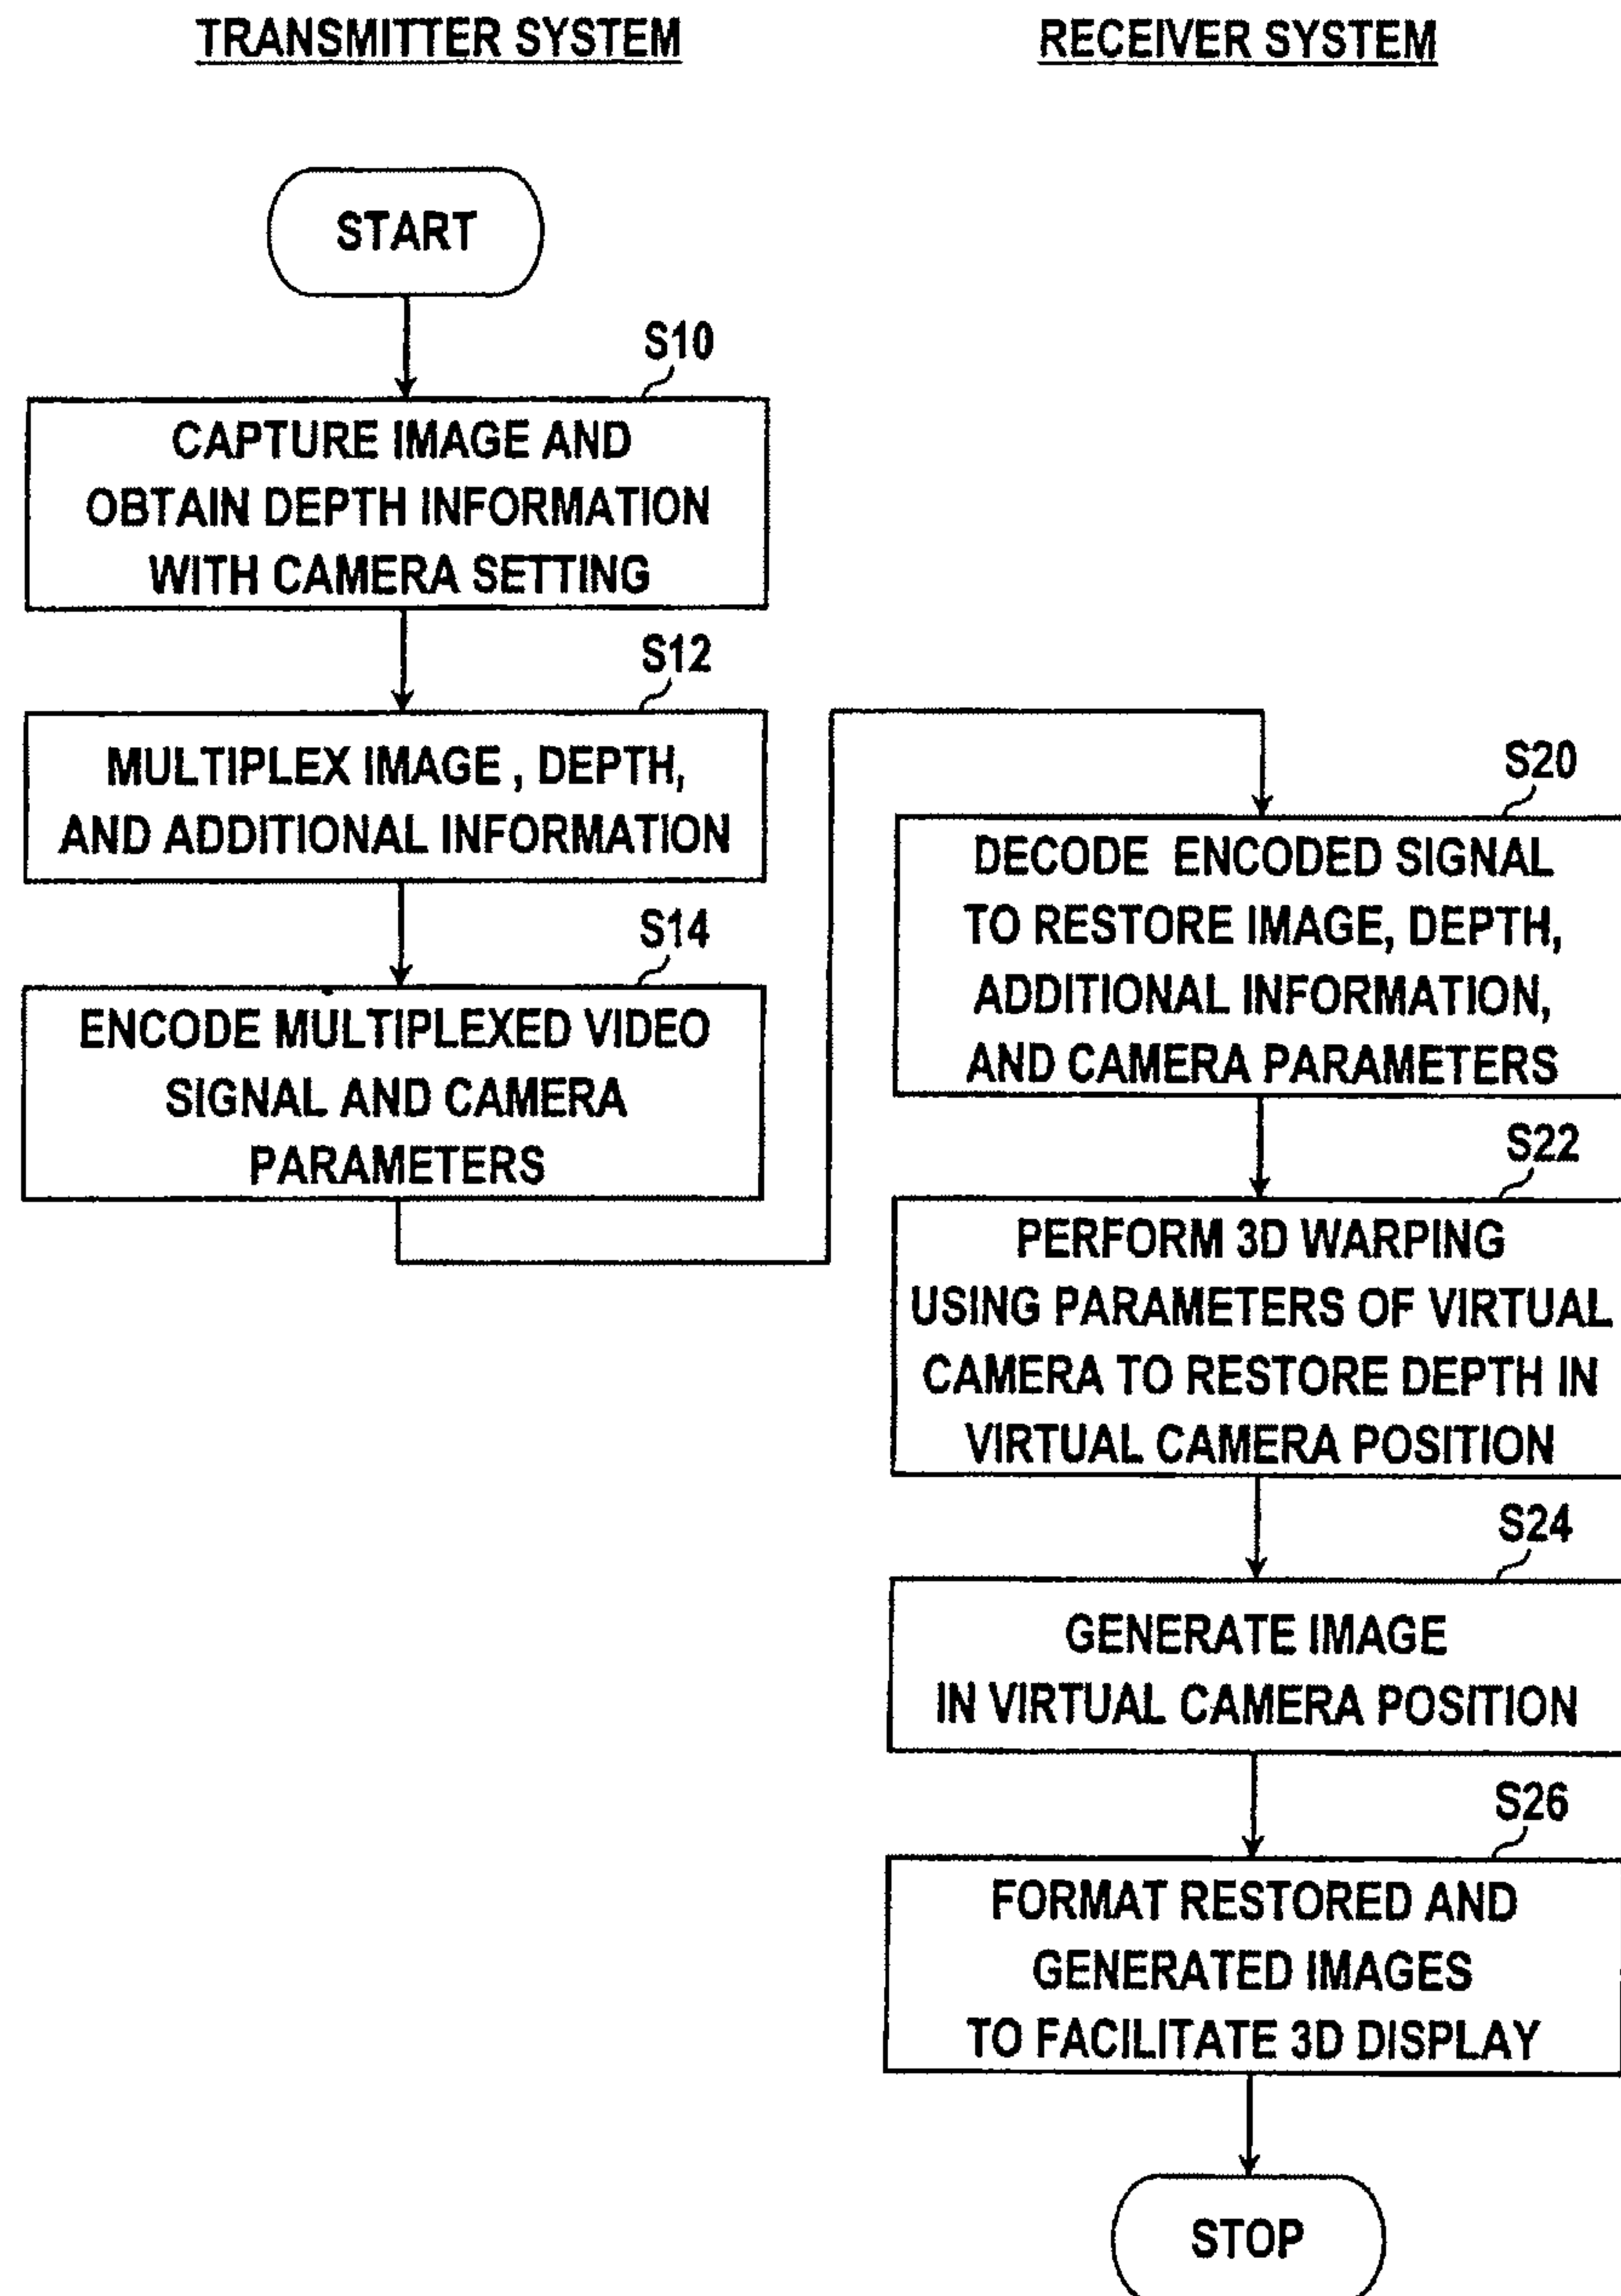 TRANSMITTER SYSTEM
START
S10
CAPTURE IMAGE AND
OBTAIN DEPTH INFORMATION
WITH CAMERA SETTING
S12
MULTIPLEX IMAGE , DEPTH,
AND ADDITIONAL INFORMATION
S14
ENCODE MULTIPLEXED VIDEO
SIGNAL AND CAMERA
PARAMETERS
RECEIVER SYSTEM
S20
DECODE ENCODED SIGNAL
TO RESTORE IMAGE, DEPTH,
ADDITIONAL INFORMATION,
AND CAMERA PARAMETERS
S22
PERFORM 3D WARPING
USING PARAMETERS OF VIRTUAL
CAMERA TO RESTORE DEPTH IN
VIRTUAL CAMERA POSITION
S24
GENERATE IMAGE
IN VIRTUAL CAMERA POSITION
S26
FORMAT RESTORED AND
GENERATED IMAGES
TO FACILITATE 3D DISPLAY
STOP